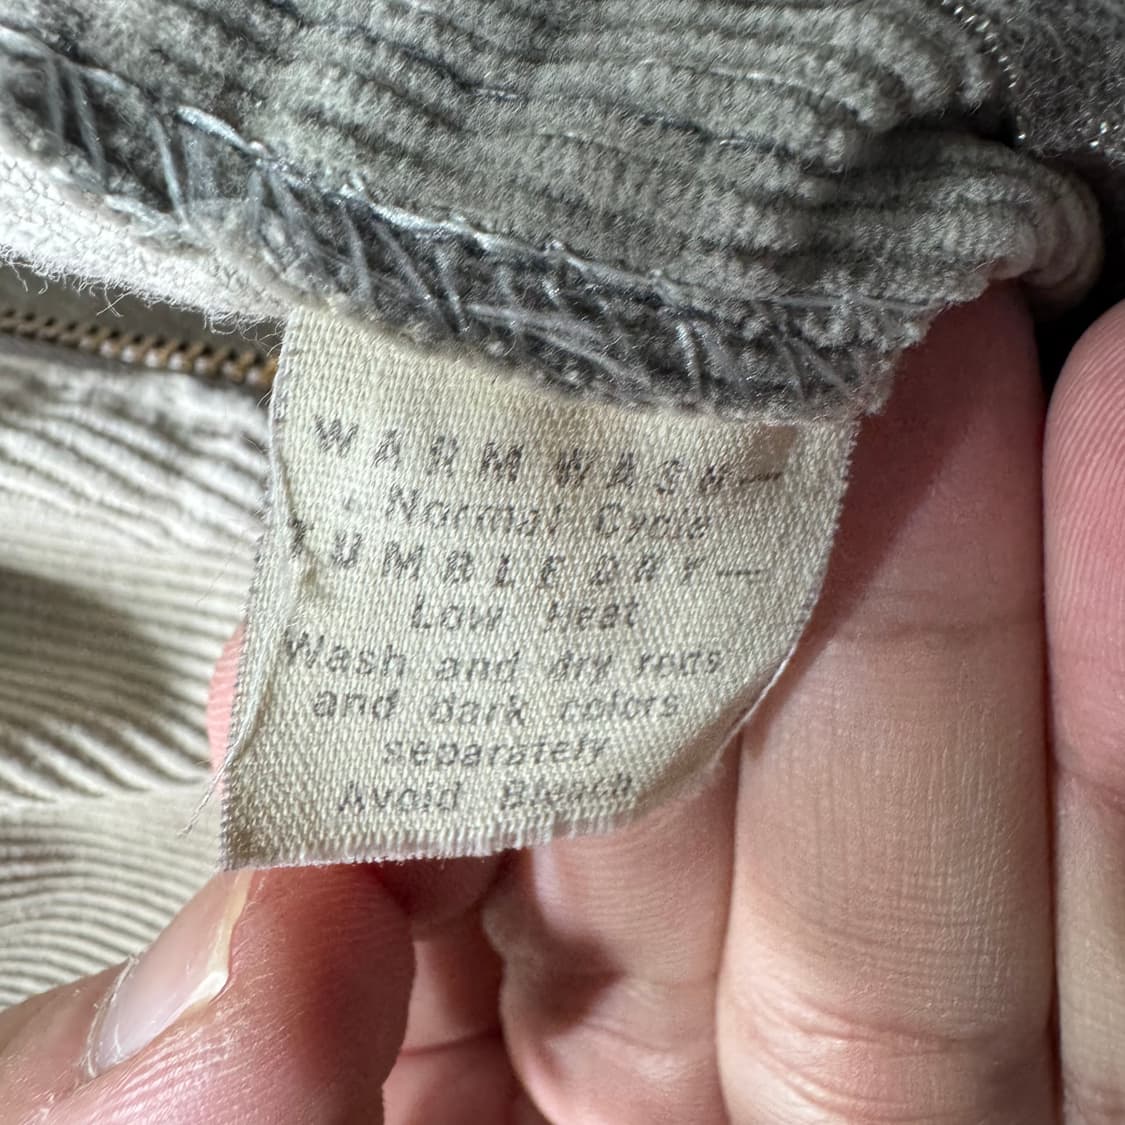 WARM WASH—
Normal Cycle
TUMBLE DRY—
Low Heat
Wash and dry reds
and dark colors
separately
Avoid Bleach